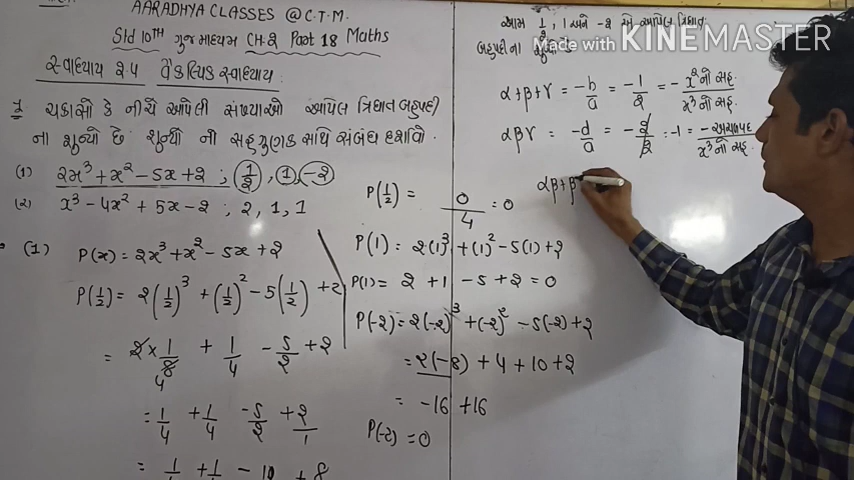 AARADHYA CLASSES @ C.T.M.
Std 10TH ગુજ માધ્યમ CH.2 Part 18 Maths
સ્વાધ્યાય ૨.૫ વૈકલ્પિક સ્વાધ્યાય
૧. ચકાસો કે નીચે આપેલી સંખ્યાઓ આપેલ ત્રિઘાત બહુપદી
ના શૂન્યો છે. શૂન્યો નો સહગુણક સાથે સંબંધ દર્શાવો.
(૧) 2x³ + x² - 5x + 2 ; 1/2, 1, -2
(૨) x³ - 4x² + 5x - 2 ; 2, 1, 1
(1) P(x) = 2x³ + x² - 5x + 2
P(1/2) = 2(1/2)³ + (1/2)² - 5(1/2) + 2
= 2 × 1/8 + 1/4 - 5/2 + 2
4
= 1/4 + 1/4 - 5/2 + 2/1
= 1/4 + 1/4 - 10 + 8
P(1/2) = 0/4 = 0
P(1) = 2(1)³ + (1)² - 5(1) + 2
P(1) = 2 + 1 - 5 + 2 = 0
P(-2) = 2(-2)³ + (-2)² - 5(-2) + 2
= 2(-8) + 4 + 10 + 2
= -16 + 16
P(-2) = 0
આમ 1/2, 1 અને -2 એ આપેલ ત્રિઘાત
બહુપદી ના
Made with KINEMASTER
α+β+γ = -b/a = -1/2 = - x² નો સહ. / x³ નો સહ.
αβγ = -d/a = - 2/2 = -1 = - અચળપદ / x³ નો સહ.
αβ+β